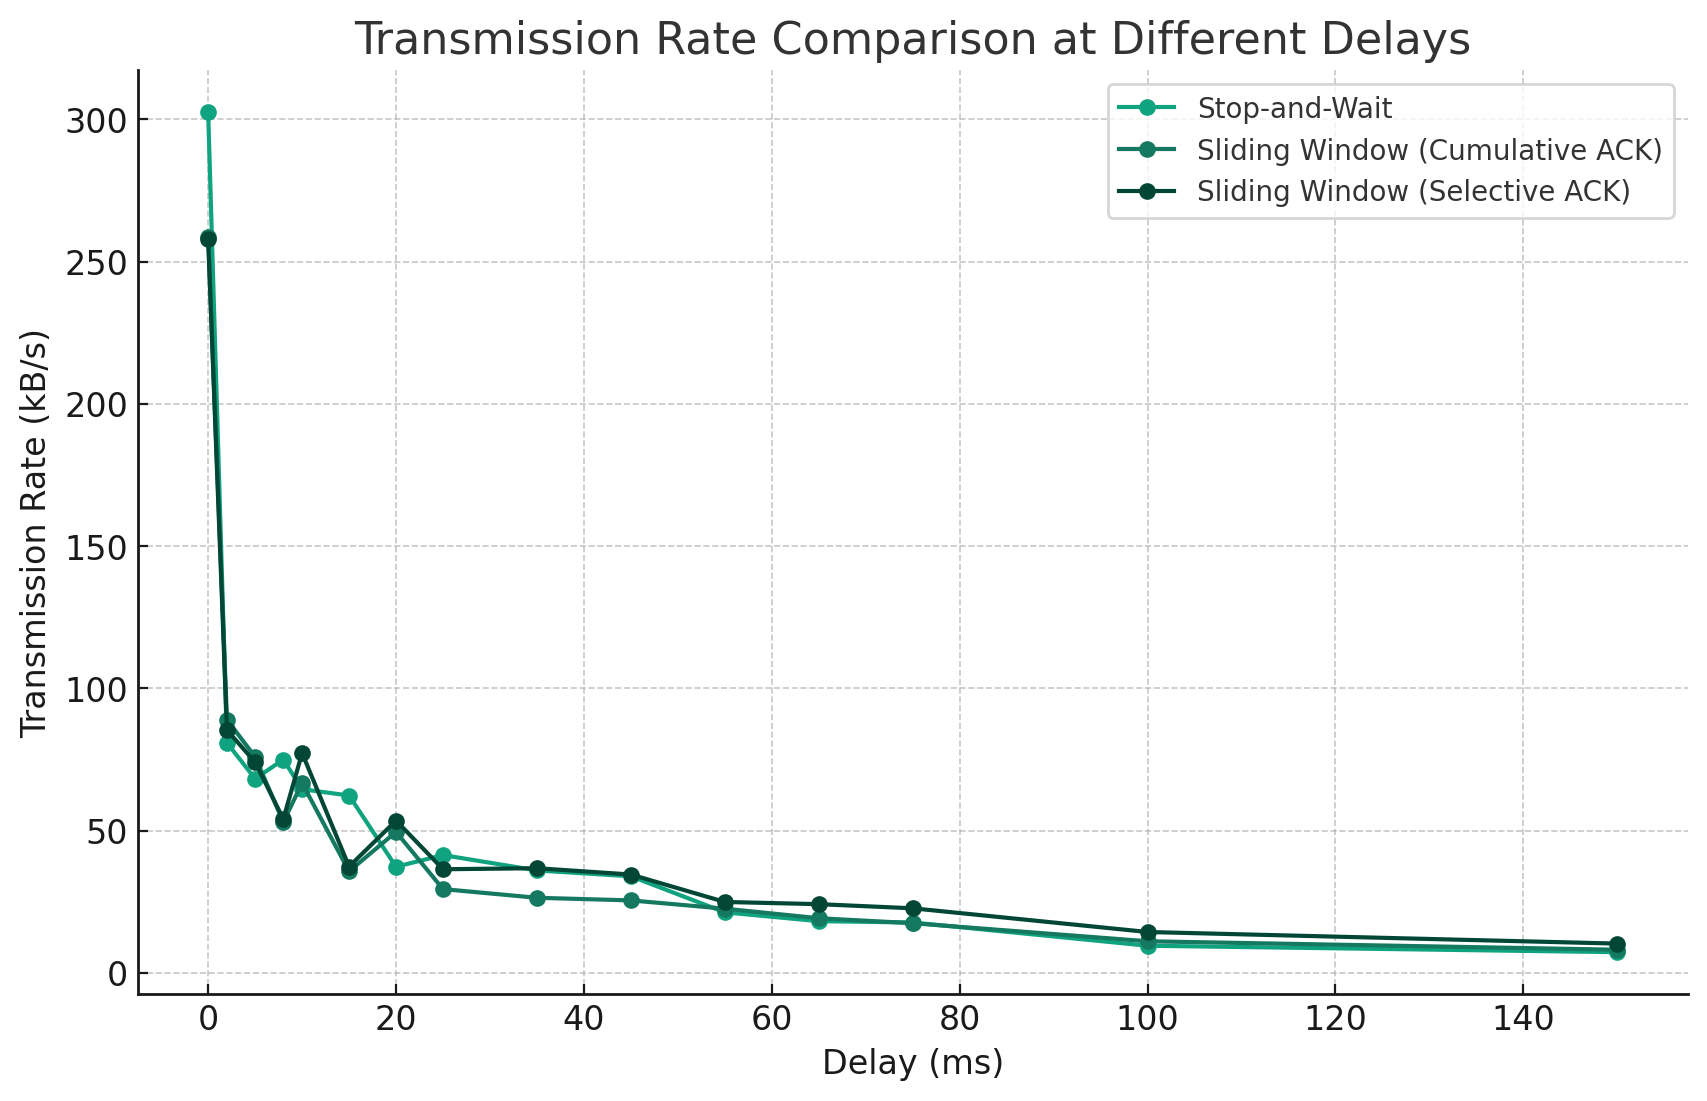 Transmission Rate Comparison at Different Delays
Stop-and-Wait
Sliding Window (Cumulative ACK)
Sliding Window (Selective ACK)
Transmission Rate (kB/s)
300
250
200
150
100
50
0
0 20 40 60 80 100 120 140
Delay (ms)